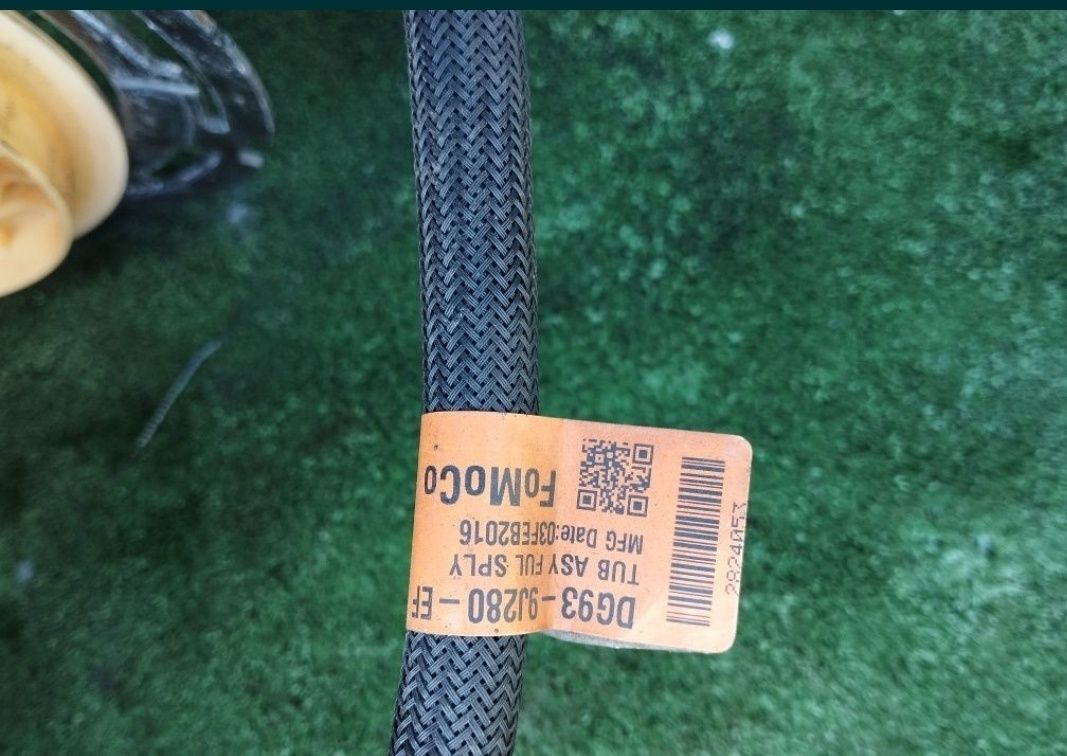 DG93-9J280-EF
TUB ASY FUL SPLY
MFG Date:03FEB2016
FoMoCo
2824053